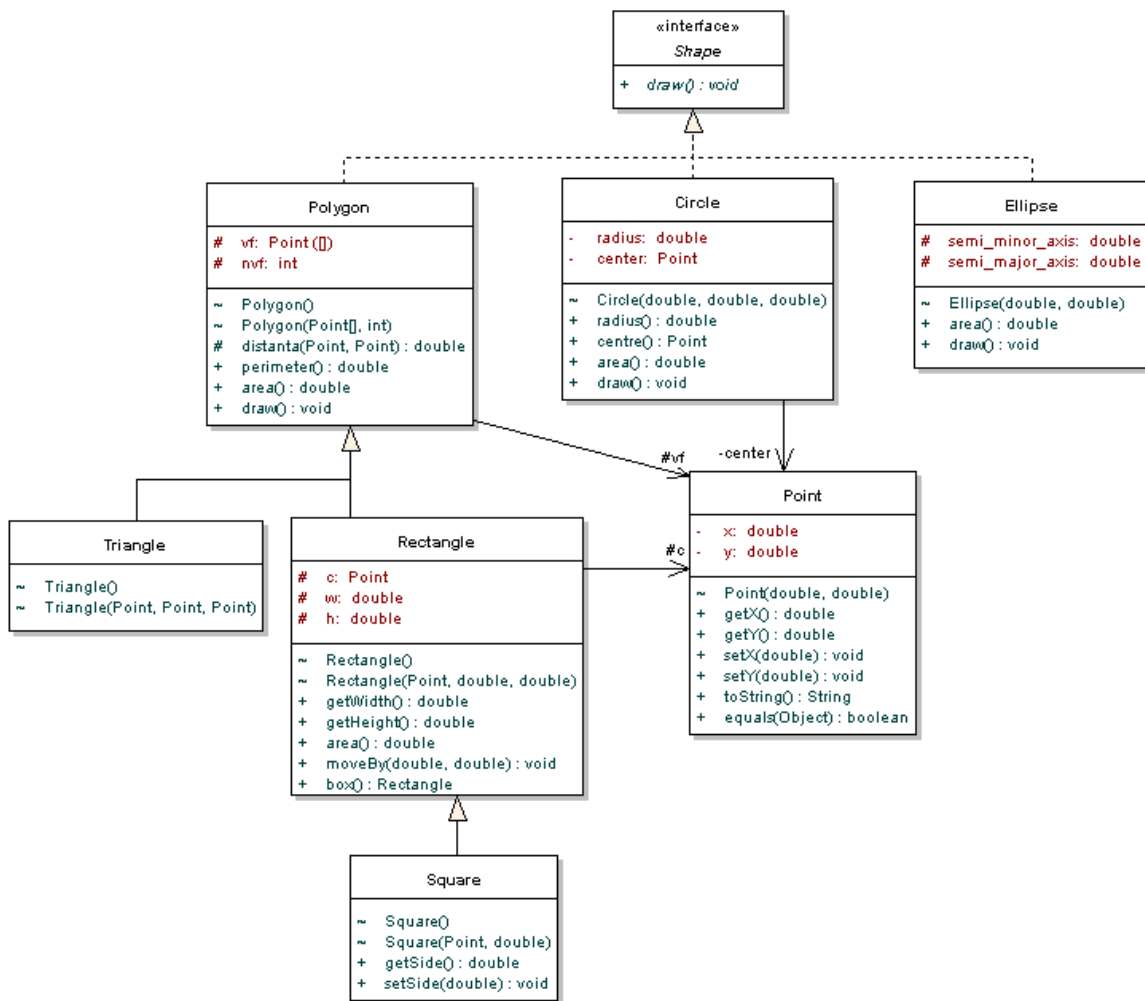 «interface»
Shape
+ draw() : void
Polygon
# vf: Point ([])
# nvf: int
~ Polygon()
~ Polygon(Point[], int)
# distanta(Point, Point) : double
+ perimeter() : double
+ area() : double
+ draw() : void
Circle
- radius: double
- center: Point
~ Circle(double, double, double)
+ radius() : double
+ centre() : Point
+ area() : double
+ draw() : void
Ellipse
# semi_minor_axis: double
# semi_major_axis: double
~ Ellipse(double, double)
+ area() : double
+ draw() : void
#vf
-center
Triangle
~ Triangle()
~ Triangle(Point, Point, Point)
Rectangle
# c: Point
# w: double
# h: double
~ Rectangle()
~ Rectangle(Point, double, double)
+ getWidth() : double
+ getHeight() : double
+ area() : double
+ moveBy(double, double) : void
+ box() : Rectangle
#c
Point
- x: double
- y: double
~ Point(double, double)
+ getX() : double
+ getY() : double
+ setX(double) : void
+ setY(double) : void
+ toString() : String
+ equals(Object) : boolean
Square
~ Square()
~ Square(Point, double)
+ getSide() : double
+ setSide(double) : void